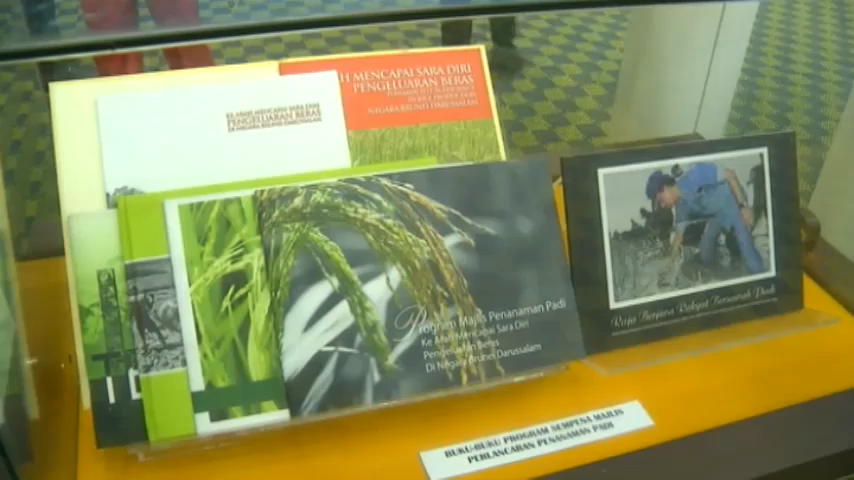 KE ARAH MENCAPAI SARA DIRI
PENGELUARAN BERAS
DI NEGARA BRUNEI DARUSSALAM
AH MENCAPAI SARA DIRI
PENGELUARAN BERAS
NEGARA BRUNEI DARUSSALAM
Program Majlis Penanaman Padi
Ke Arah Mencapai Sara Diri
Pengeluaran Beras
Di Negara Brunei Darussalam
Raja Berjasa Rakyat Bersawah Padi
BUKU-BUKU PROGRAM SEMPENA MAJLIS
PERLANCARAN PENANAMAN PADI